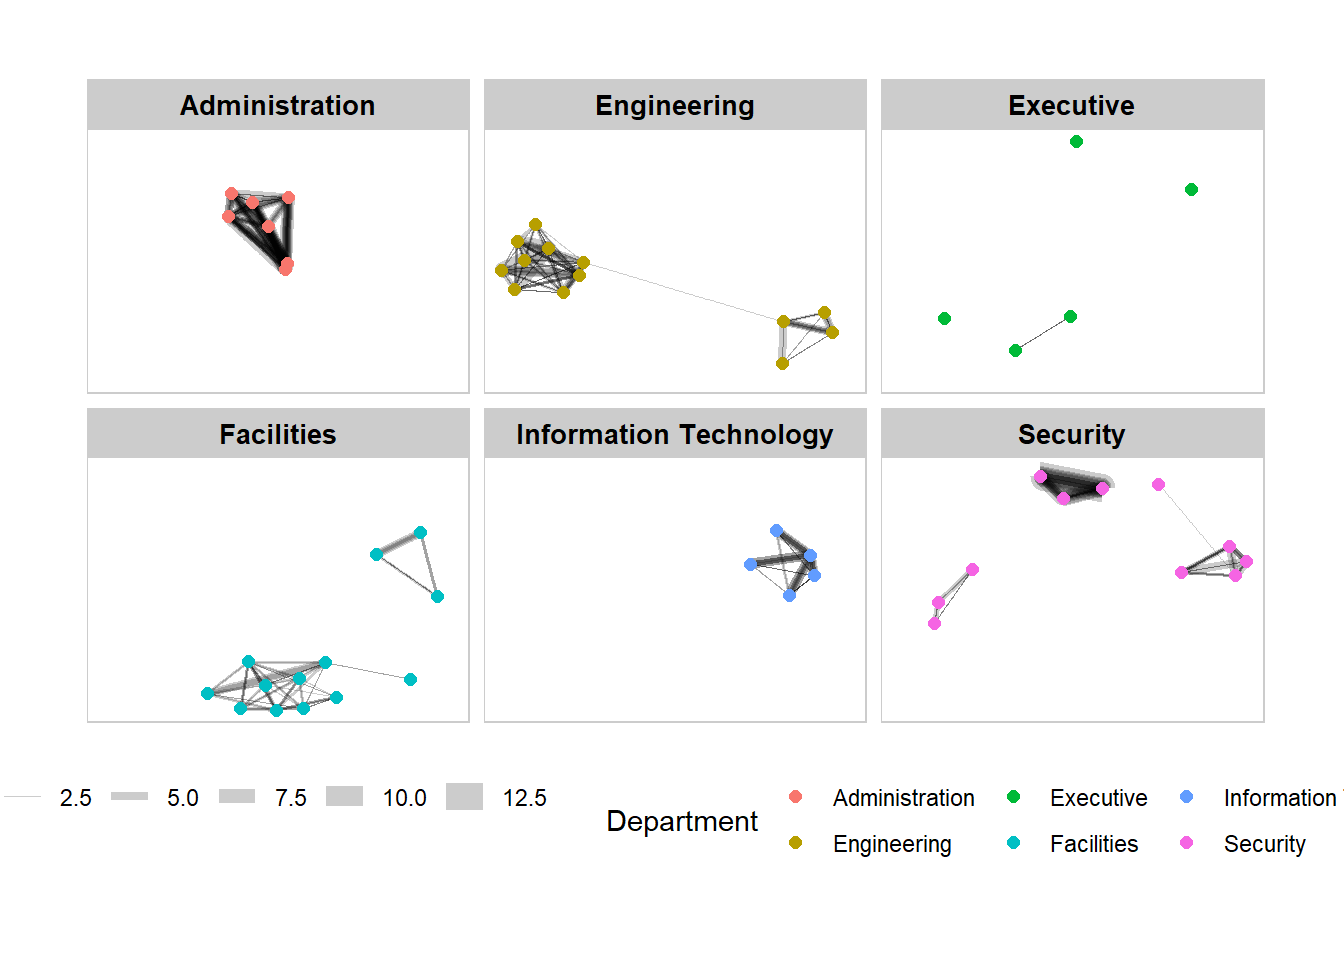 Administration
Engineering
Executive
Facilities
Information Technology
Security
2.5 5.0 7.5 10.0 12.5
Department
Administration Executive Information
Engineering Facilities Security